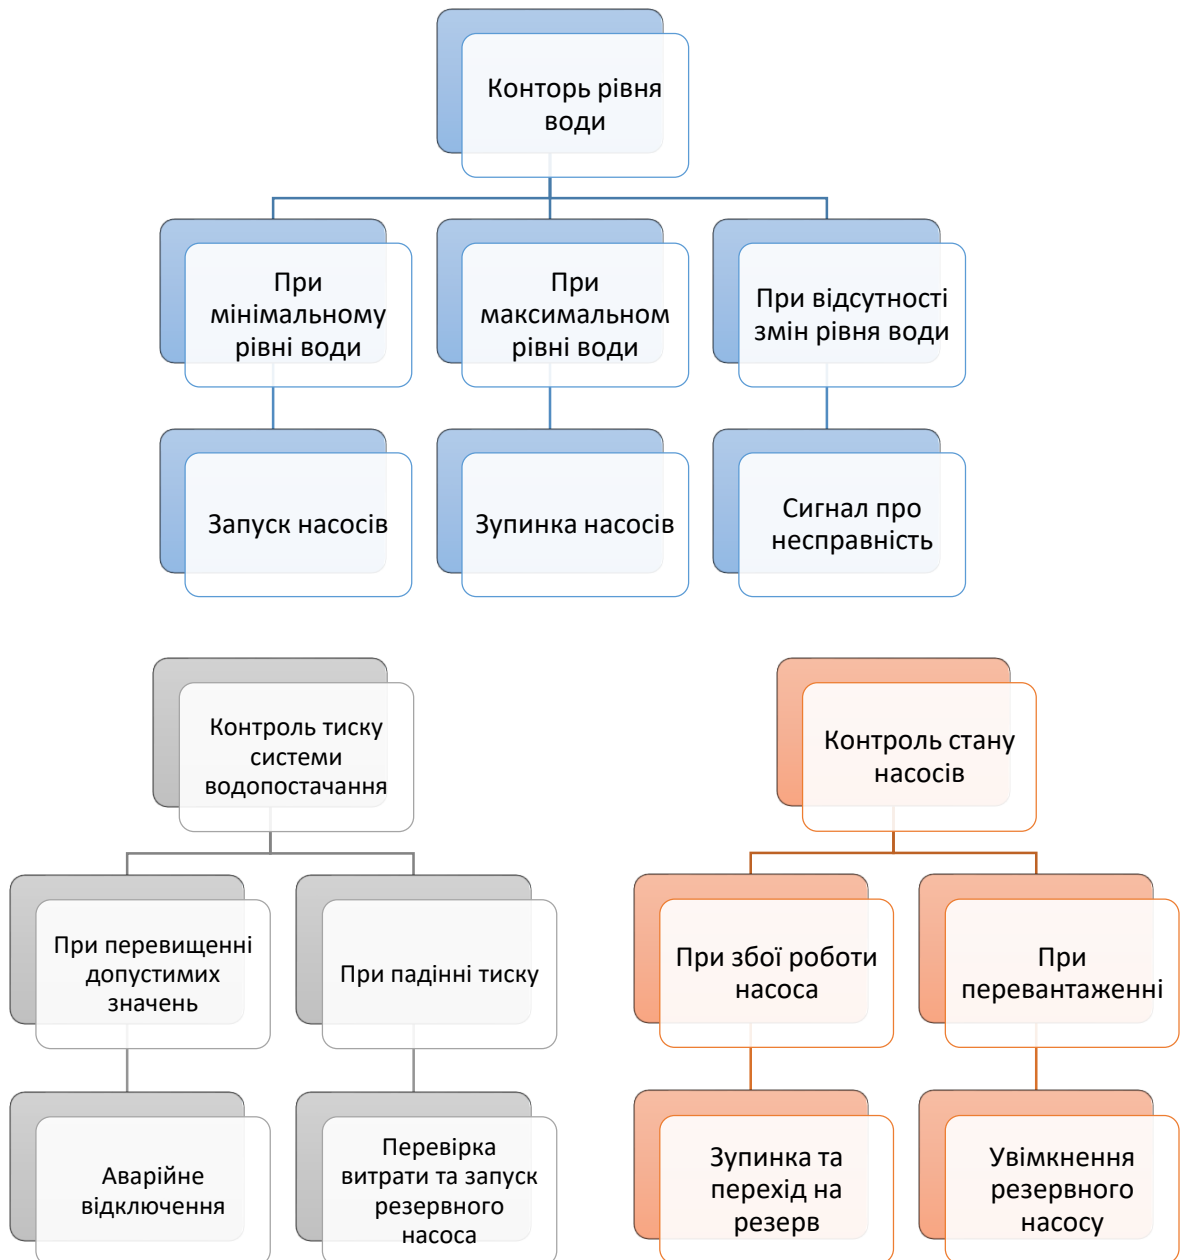 Конторь рівня
води
При
мінімальному
рівні води
При
максимальном
рівні води
При відсутності
змін рівня води
Запуск насосів
Зупинка насосів
Сигнал про
несправність
Контроль тиску
системи
водопостачання
При перевищенні
допустимих
значень
При падінні тиску
Аварійне
відключення
Перевірка
витрати та запуск
резервного
насоса
Контроль стану
насосів
При збої роботи
насоса
При
перевантаженні
Зупинка та
перехід на
резерв
Увімкнення
резервного
насосу